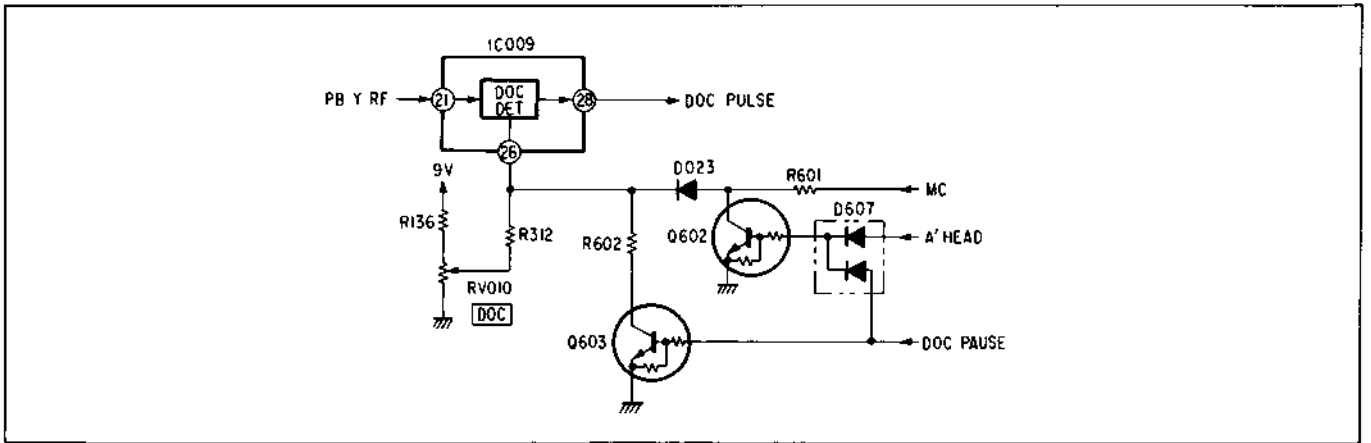 1C009
PB Y RF
21
DOC
DET
28
DOC PULSE
26
9V
D023
R601
MC
D607
R136
R312
R602
Q602
A' HEAD
RV010
DOC
Q603
DOC PAUSE